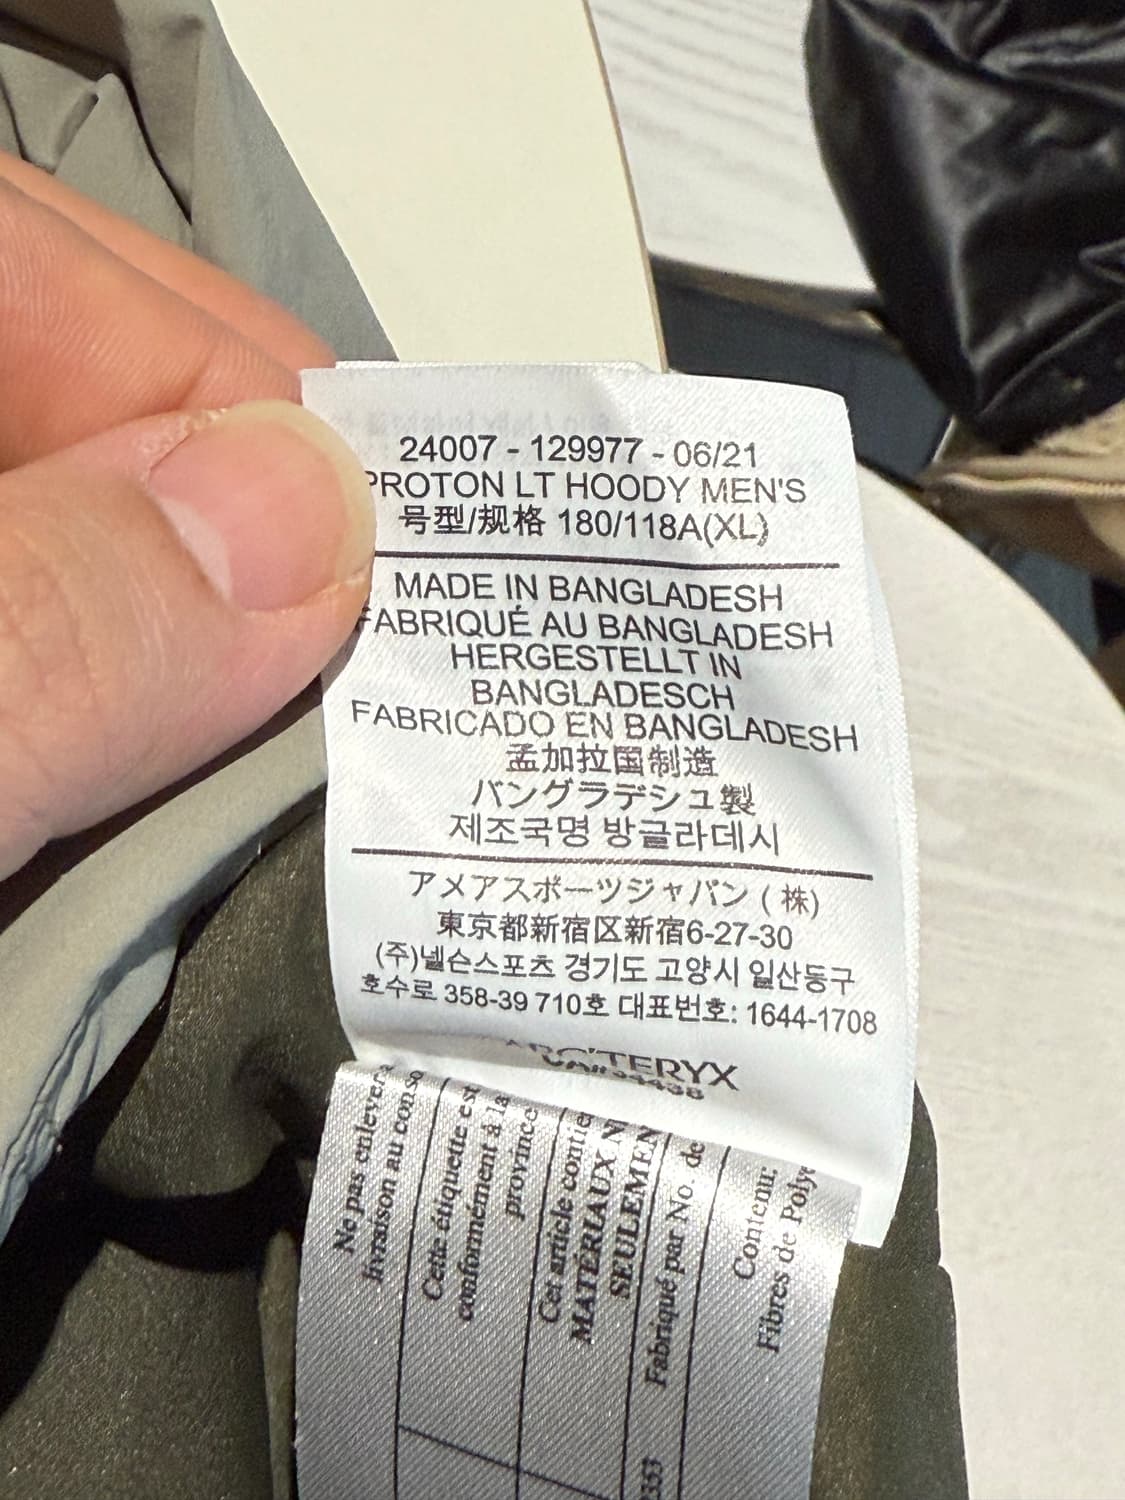 24007 - 129977 - 06/21
PROTON LT HOODY MEN'S
号型/规格 180/118A(XL)
MADE IN BANGLADESH
FABRIQUÉ AU BANGLADESH
HERGESTELLT IN
BANGLADESCH
FABRICADO EN BANGLADESH
孟加拉国制造
バングラデシュ製
제조국명 방글라데시
アメアスポーツジャパン ( 株)
東京都新宿区新宿6-27-30
(주)넬슨스포츠 경기도 고양시 일산동구
호수로 358-39 710호 대표번호: 1644-1708
ARC'TERYX
Ne pas enlever
livraison au conso
Cette étiquette est
conformément à la
province
Cet article contie
MATÉRIAUX N
SEULEMEN
Fabriqué par No. de
Contenu:
Fibres de Polye